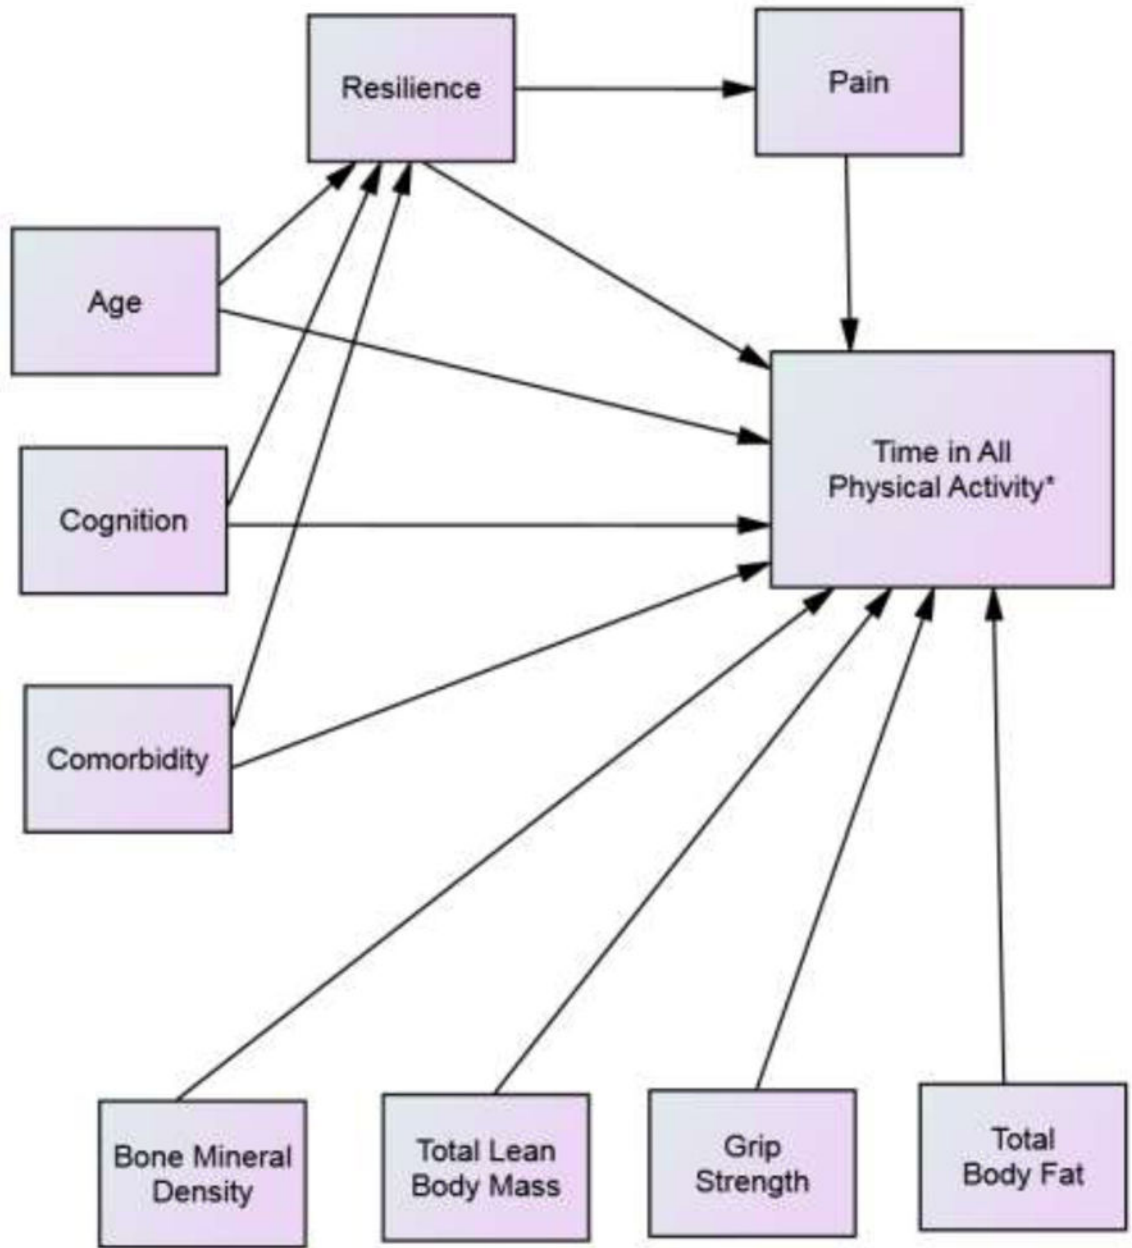 Resilience
Pain
Age
Time in All
Physical Activity*
Cognition
Comorbidity
Bone Mineral
Density
Total Lean
Body Mass
Grip
Strength
Total
Body Fat